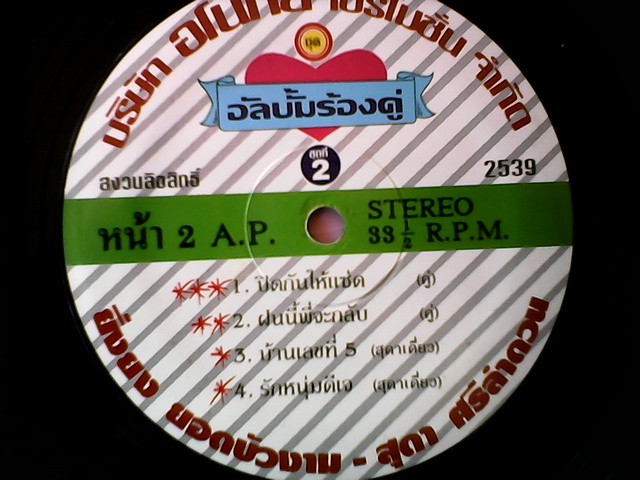 บริษัท โปรโมชั่น จำกัด
ชุด
อัลบั้มร้องคู่
ชุดที่
2
สงวนลิขสิทธิ์
2539
หน้า 2 A.P.
STEREO
33 1/2 R.P.M.
***1. ปิดกันให้แซ่ด (คู่)
**2. ฝนนี้พี่จะกลับ (คู่)
*3. บ้านเลขที่ 5 (สุดาเดี่ยว)
*4. รักหนุ่มดีเจ (สุดาเดี่ยว)
ยิ่งยง ยอดบัวงาม - สุดา ศรีลำดวน